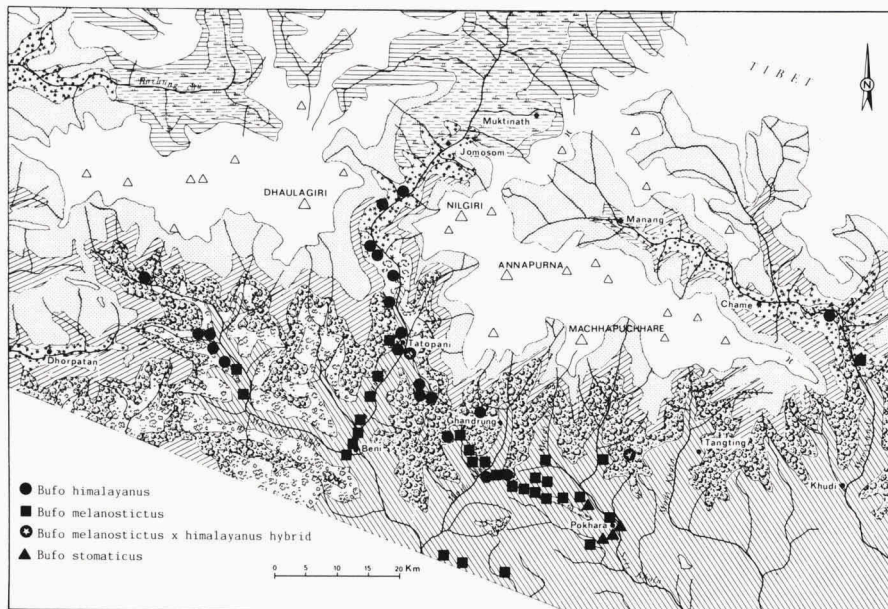 TIBET
N
Muktinath
Jomosom
DHAULAGIRI
NILGIRI
Manang
ANNAPURNA
Chame
MACHHAPUCHHARE
Tatopani
Dhorpatan
Ghandrung
Tangting
Beni
Khudi
Pokhara
Bufo himalayanus
Bufo melanostictus
Bufo melanostictus x himalayanus hybrid
Bufo stomaticus
0 5 10 20 Km